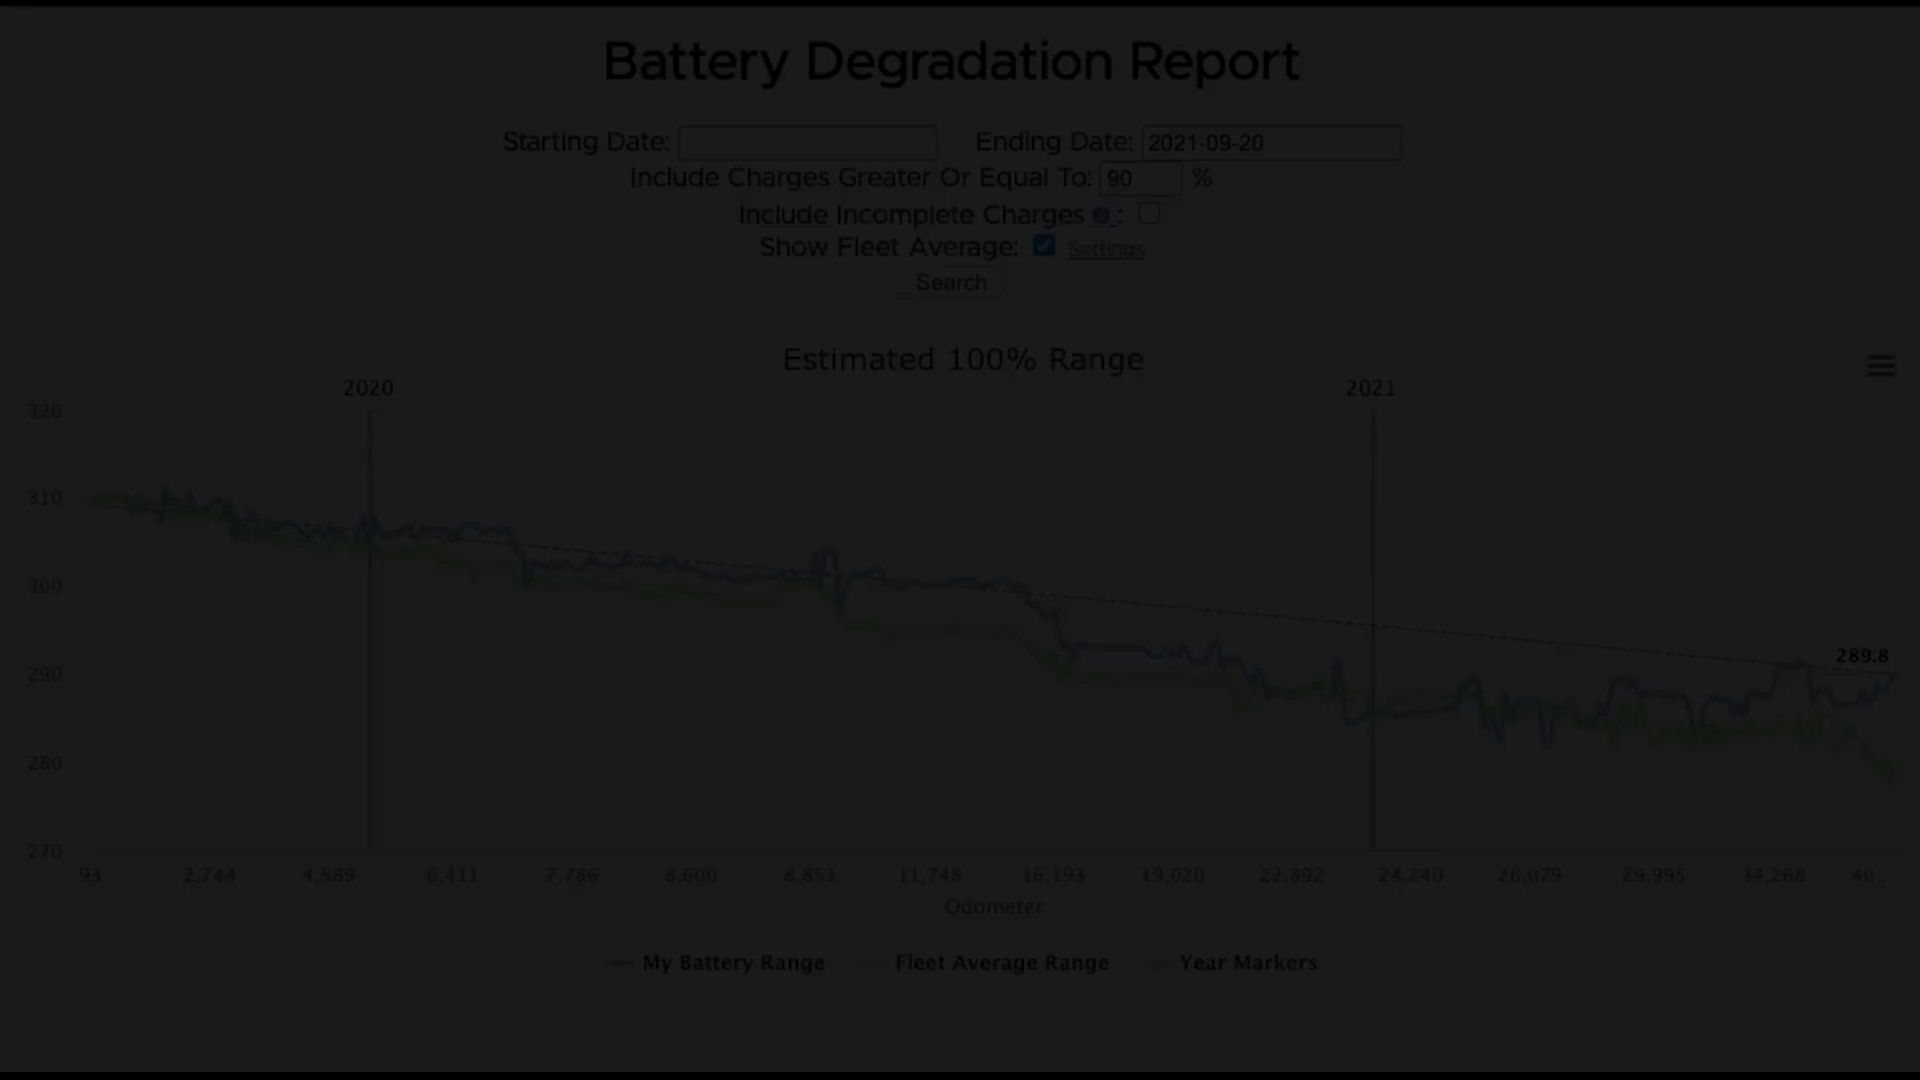 Battery Degradation Report
Starting Date: Ending Date: 2021-09-20
Include Charges Greater Or Equal To: 90 %
Include Incomplete Charges :
Show Fleet Average: Settings
Search
Estimated 100% Range
2020 2021
320
310
300
290
280
270
289.8
93 2,744 4,589 6,411 7,786 8,600 8,851 11,748 16,193 19,020 22,892 24,240 26,079 29,995 34,268 40...
Odometer
My Battery Range Fleet Average Range Year Markers